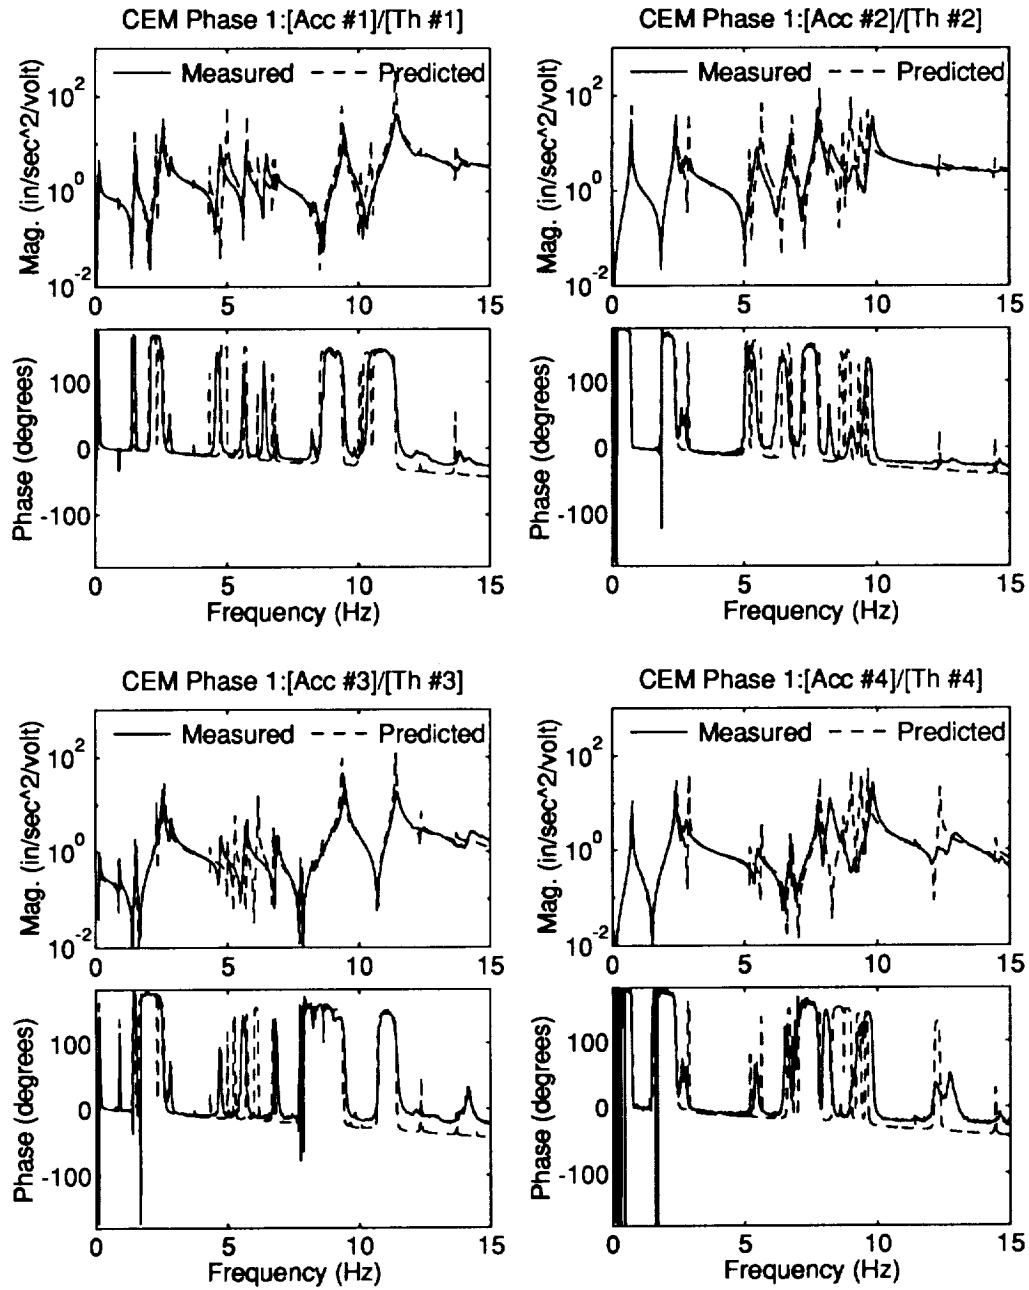 CEM Phase 1:[Acc #1]/[Th #1]
Measured Predicted
Mag. (in/sec^2/volt)
10^2
10^0
10^-2
0 5 10 15
Phase (degrees)
100
0
-100
0 5 10 15
Frequency (Hz)
CEM Phase 1:[Acc #2]/[Th #2]
Measured Predicted
Mag. (in/sec^2/volt)
10^2
10^0
10^-2
0 5 10 15
Phase (degrees)
100
0
-100
0 5 10 15
Frequency (Hz)
CEM Phase 1:[Acc #3]/[Th #3]
Measured Predicted
Mag. (in/sec^2/volt)
10^2
10^0
10^-2
0 5 10 15
Phase (degrees)
100
0
-100
0 5 10 15
Frequency (Hz)
CEM Phase 1:[Acc #4]/[Th #4]
Measured Predicted
Mag. (in/sec^2/volt)
10^2
10^0
10^-2
0 5 10 15
Phase (degrees)
100
0
-100
0 5 10 15
Frequency (Hz)